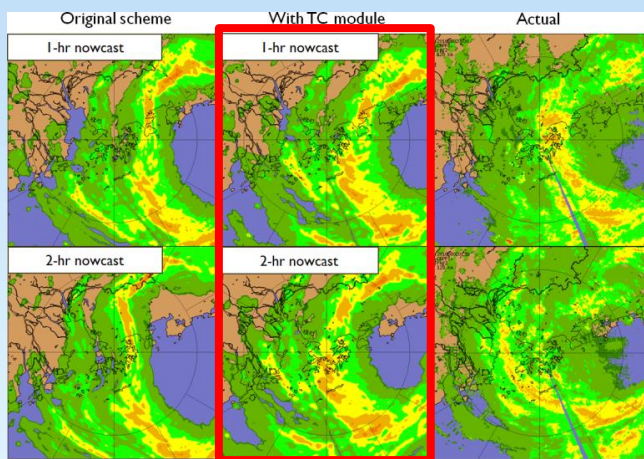 Original scheme
With TC module
Actual
1-hr nowcast
1-hr nowcast
2-hr nowcast
2-hr nowcast